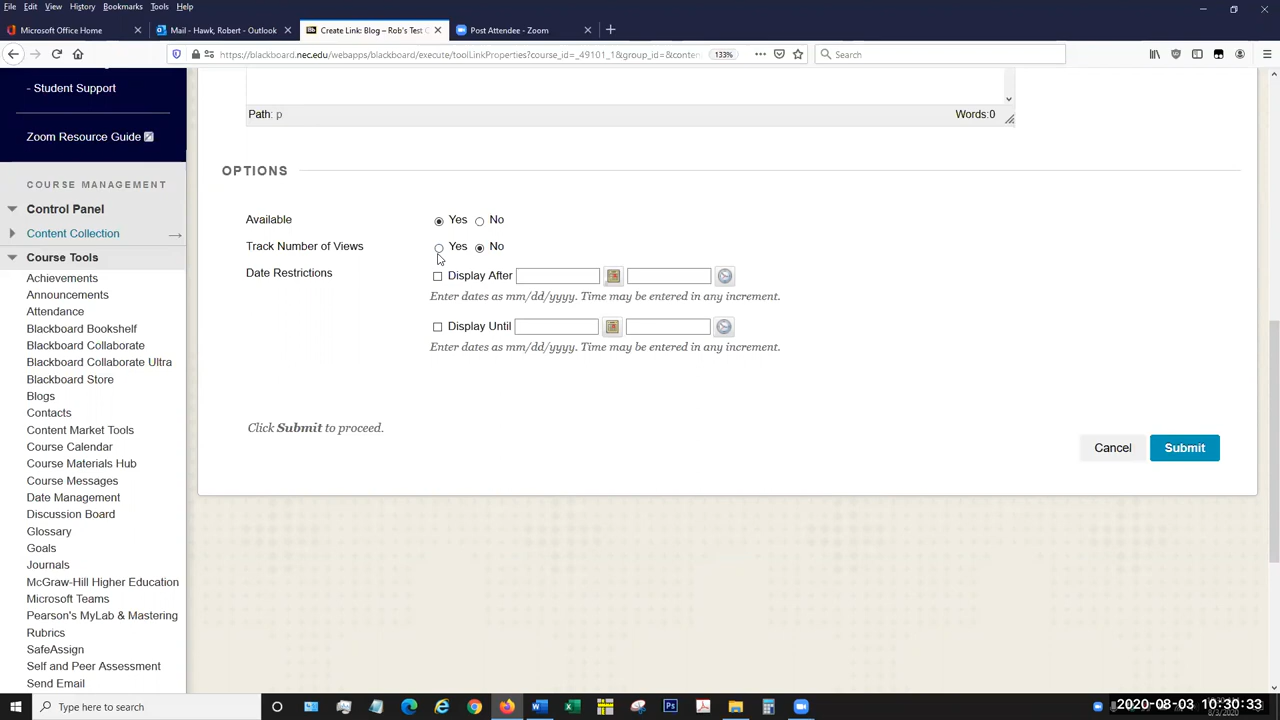 File Edit View History Bookmarks Tools Help
Microsoft Office Home
Mail - Hawk, Robert - Outlook
Create Link: Blog – Rob's Test C
Post Attendee - Zoom
https://blackboard.nec.edu/webapps/blackboard/execute/toolLinkProperties?course_id=_49101_1&group_id=&conten
133%
Search
- Student Support
Zoom Resource Guide
COURSE MANAGEMENT
Control Panel
Content Collection
Course Tools
Achievements
Announcements
Attendance
Blackboard Bookshelf
Blackboard Collaborate
Blackboard Collaborate Ultra
Blackboard Store
Blogs
Contacts
Content Market Tools
Course Calendar
Course Materials Hub
Course Messages
Date Management
Discussion Board
Glossary
Goals
Journals
McGraw-Hill Higher Education
Microsoft Teams
Pearson's MyLab & Mastering
Rubrics
SafeAssign
Self and Peer Assessment
Send Email
Path: p
Words:0
OPTIONS
Available Yes No
Track Number of Views Yes No
Date Restrictions Display After
Enter dates as mm/dd/yyyy. Time may be entered in any increment.
Display Until
Enter dates as mm/dd/yyyy. Time may be entered in any increment.
Click Submit to proceed.
Cancel Submit
Type here to search
2020-08-03 10:30:33